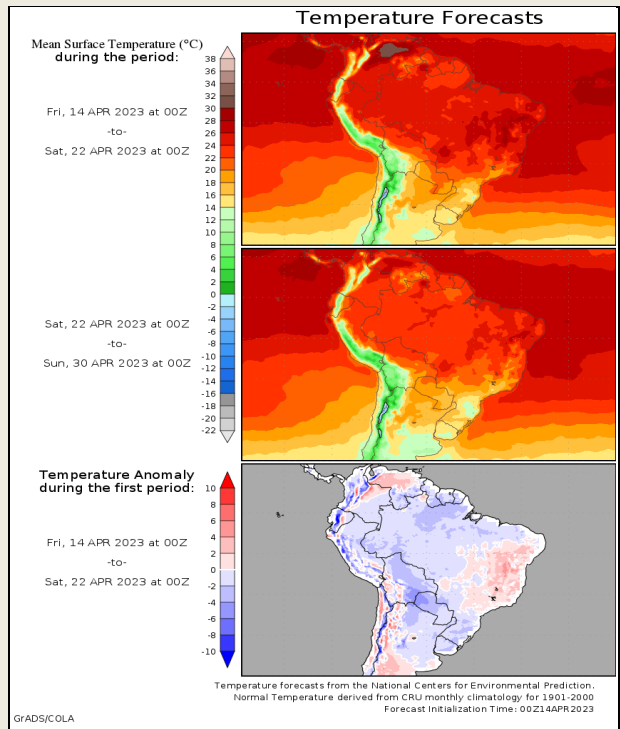 Temperature Forecasts
Mean Surface Temperature (°C)
during the period:
38
36
34
32
30
28
26
24
22
20
18
16
14
12
10
8
6
4
2
0
-2
-4
-6
-8
-10
-12
-14
-16
-18
-20
-22
Fri, 14 APR 2023 at 00Z
-to-
Sat, 22 APR 2023 at 00Z
Sat, 22 APR 2023 at 00Z
-to-
Sun, 30 APR 2023 at 00Z
Temperature Anomaly
during the first period:
10
8
6
4
2
0
-2
-4
-6
-8
-10
Fri, 14 APR 2023 at 00Z
-to-
Sat, 22 APR 2023 at 00Z
Temperature forecasts from the National Centers for Environmental Prediction.
Normal Temperature derived from CRU monthly climatology for 1901-2000
Forecast Initialization Time: 00Z14APR2023
GrADS/COLA